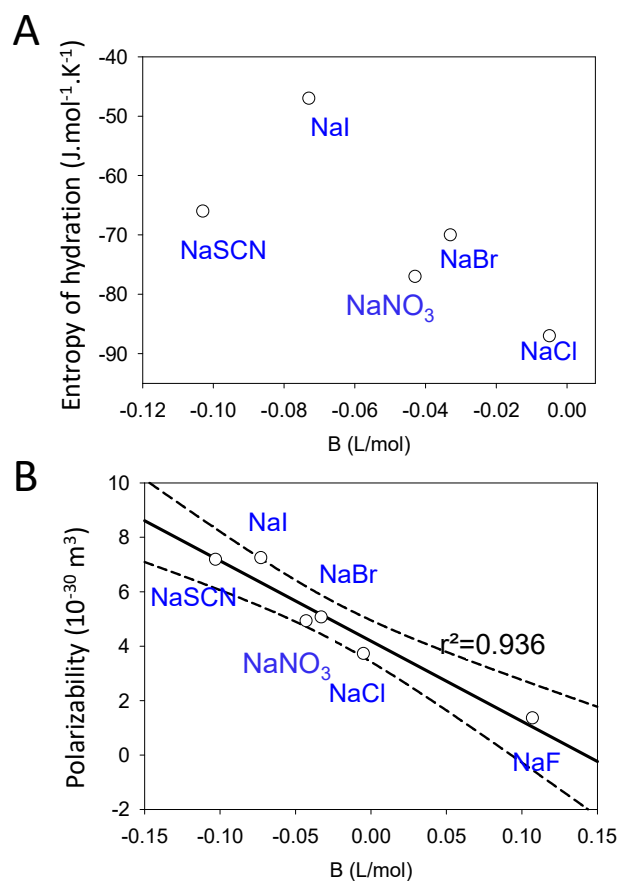 A
Entropy of hydration (J.mol⁻¹.K⁻¹)
-40
-50
-60
-70
-80
-90
NaI
NaSCN
NaBr
NaNO₃
NaCl
-0.12 -0.10 -0.08 -0.06 -0.04 -0.02 0.00
B (L/mol)
B
Polarizability (10⁻³⁰ m³)
10
8
6
4
2
0
-2
NaI
NaBr
NaSCN
r²=0.936
NaNO₃
NaCl
NaF
-0.15 -0.10 -0.05 0.00 0.05 0.10 0.15
B (L/mol)